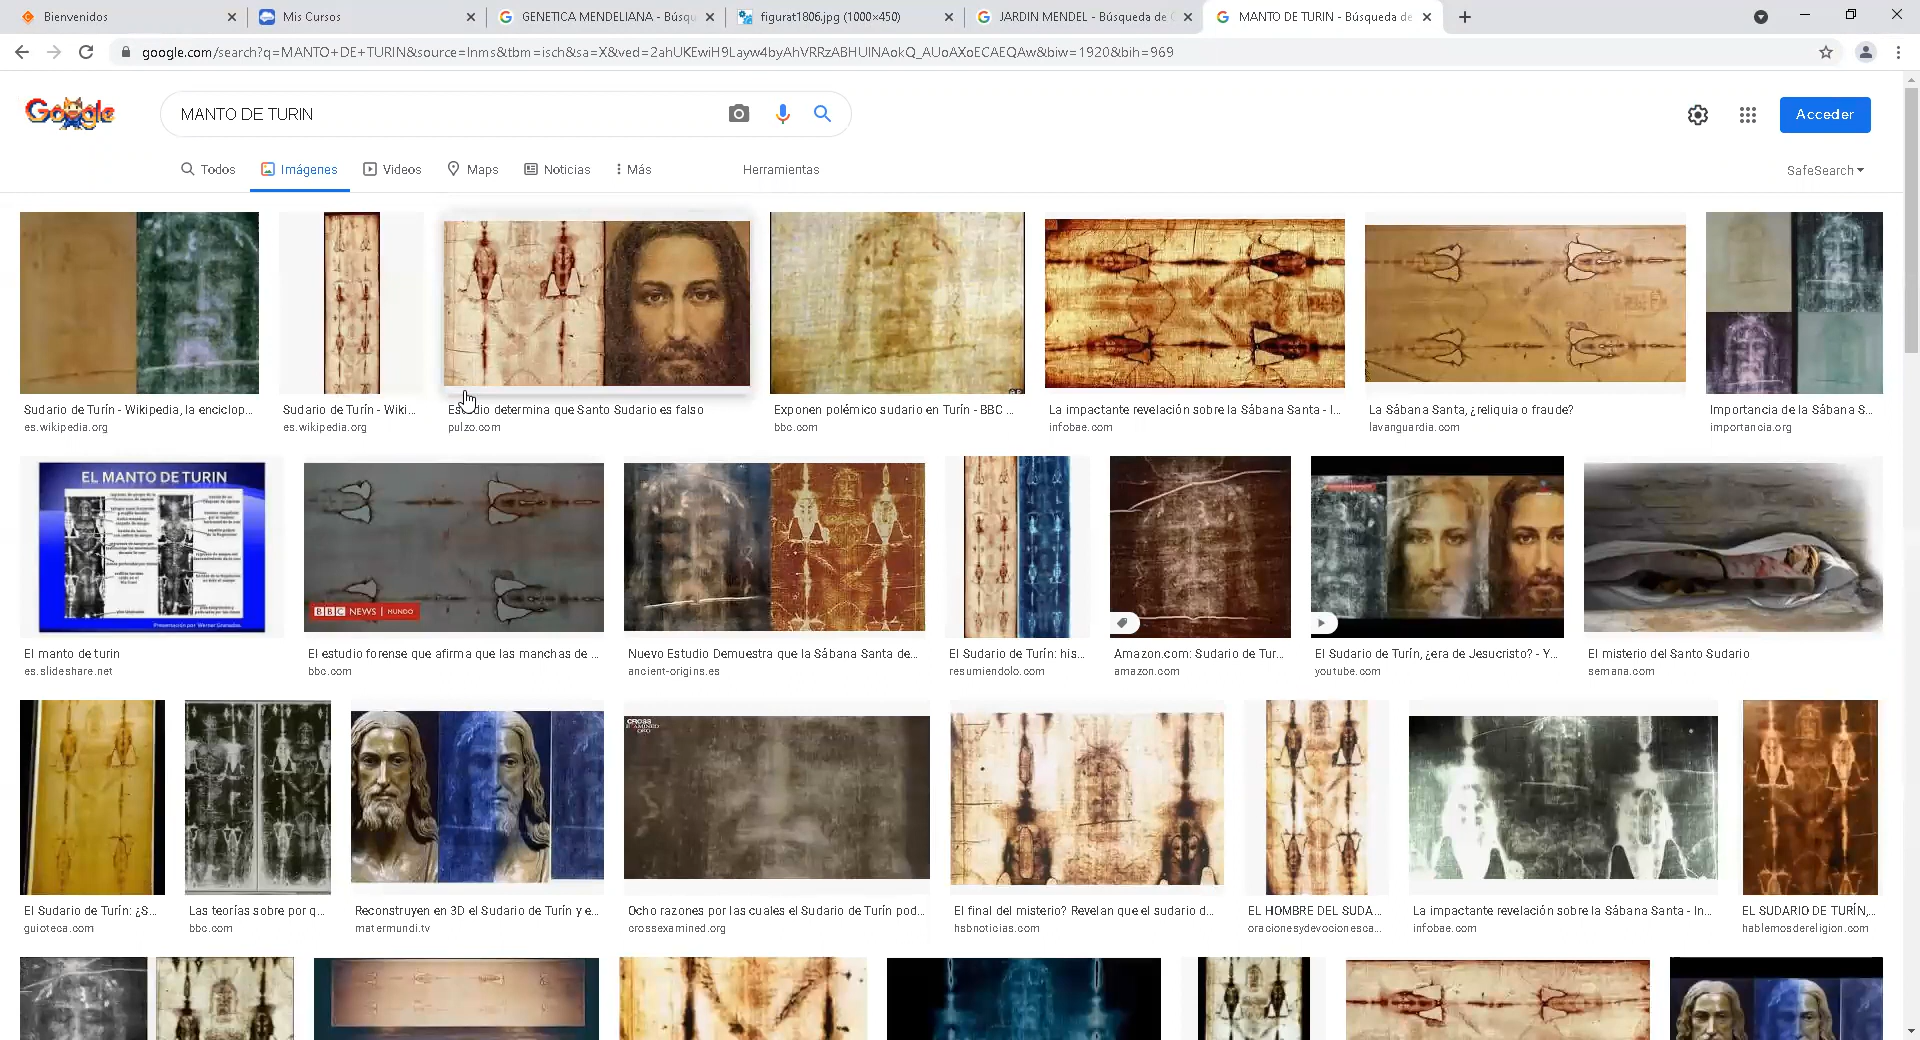 Bienvenidos
Mis Cursos
GENETICA MENDELIANA - Búsqu
figurat1806.jpg (1000×450)
JARDIN MENDEL - Búsqueda de G
MANTO DE TURIN - Búsqueda de
google.com/search?q=MANTO+DE+TURIN&source=lnms&tbm=isch&sa=X&ved=2ahUKEwiH9Layw4byAhVRRzABHUINAokQ_AUoAXoECAEQAw&biw=1920&bih=969
Google
MANTO DE TURIN
Acceder
Todos
Imágenes
Videos
Maps
Noticias
Más
Herramientas
SafeSearch
Sudario de Turín - Wikipedia, la enciclop...
es.wikipedia.org
Sudario de Turín - Wiki...
es.wikipedia.org
Estudio determina que Santo Sudario es falso
pulzo.com
Exponen polémico sudario en Turín - BBC ...
bbc.com
La impactante revelación sobre la Sábana Santa - I...
infobae.com
La Sábana Santa, ¿reliquia o fraude?
lavanguardia.com
Importancia de la Sábana S...
importancia.org
EL MANTO DE TURIN
Presentación por Werner Granados.
BBC NEWS | MUNDO
El manto de turin
es.slideshare.net
El estudio forense que afirma que las manchas de ...
bbc.com
Nuevo Estudio Demuestra que la Sábana Santa de...
ancient-origins.es
El Sudario de Turín: his...
resumiendolo.com
Amazon.com: Sudario de Tur...
amazon.com
El Sudario de Turín, ¿era de Jesucristo? - Y...
youtube.com
El misterio del Santo Sudario
semana.com
CROSS
EXAMINED
ORG
El Sudario de Turín: ¿S...
guioteca.com
Las teorías sobre por q...
bbc.com
Reconstruyen en 3D el Sudario de Turín y e...
matermundi.tv
Ocho razones por las cuales el Sudario de Turín pod...
crossexamined.org
El final del misterio? Revelan que el sudario d...
hsbnoticias.com
EL HOMBRE DEL SUDA...
oracionesydevocionesca...
La impactante revelación sobre la Sábana Santa - In...
infobae.com
EL SUDARIO DE TURÍN,...
hablemosdereligion.com